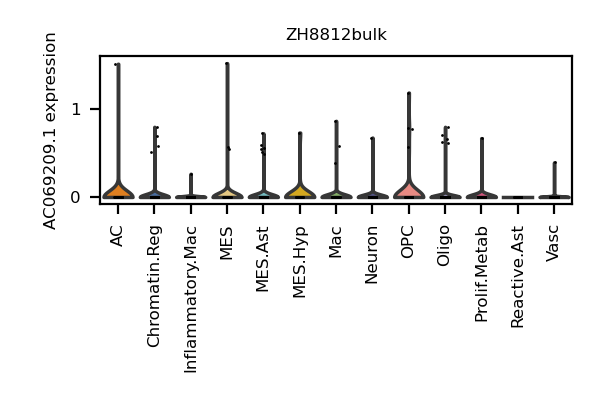 ZH8812bulk
AC069209.1 expression
1
0
AC
Chromatin.Reg
Inflammatory.Mac
MES
MES.Ast
MES.Hyp
Mac
Neuron
OPC
Oligo
Prolif.Metab
Reactive.Ast
Vasc